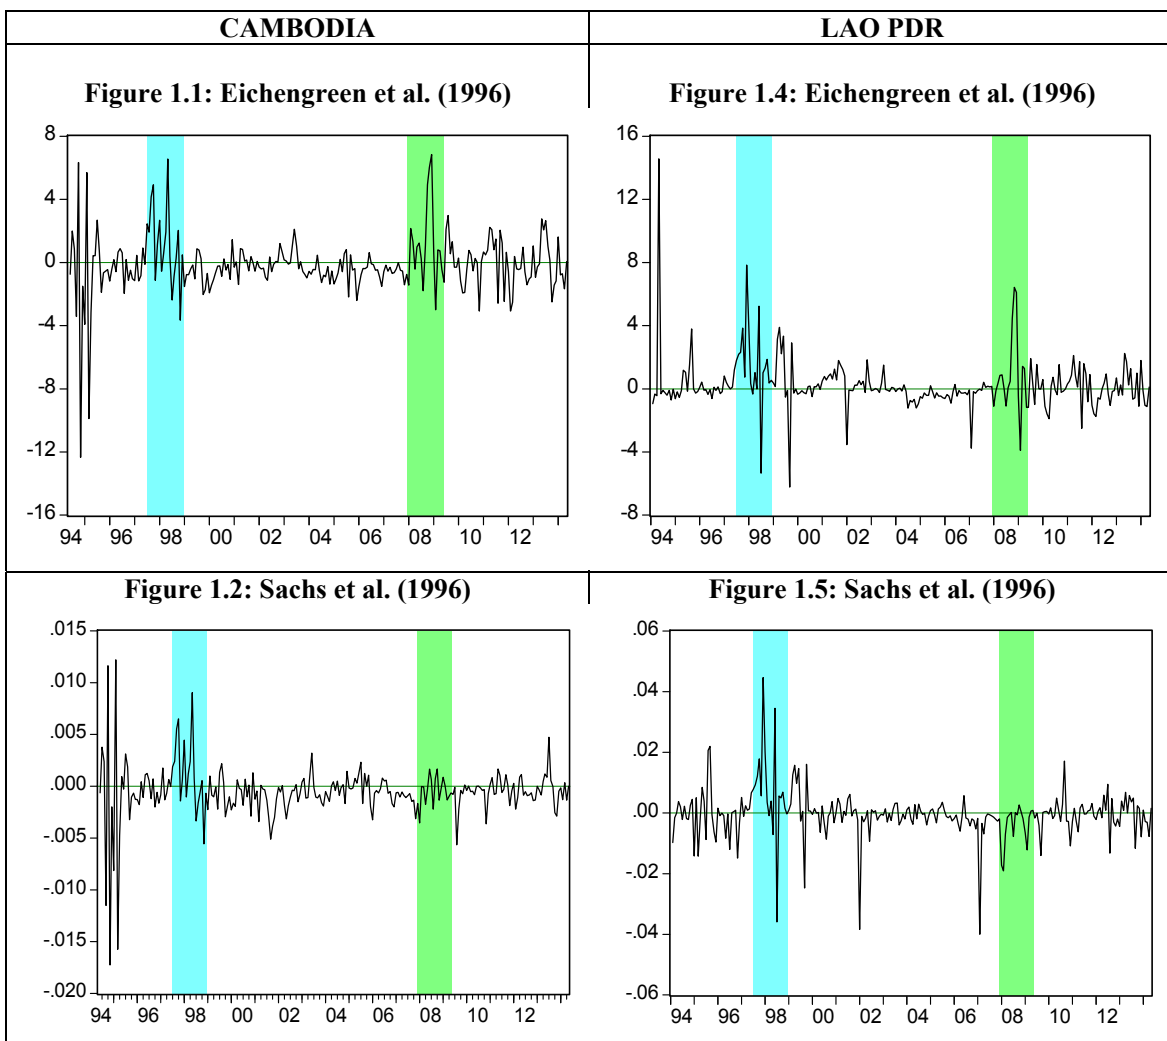 CAMBODIA
LAO PDR
Figure 1.1: Eichengreen et al. (1996)
8
4
0
-4
-8
-12
-16
94 96 98 00 02 04 06 08 10 12
Figure 1.4: Eichengreen et al. (1996)
16
12
8
4
0
-4
-8
94 96 98 00 02 04 06 08 10 12
Figure 1.2: Sachs et al. (1996)
.015
.010
.005
.000
-.005
-.010
-.015
-.020
94 96 98 00 02 04 06 08 10 12
Figure 1.5: Sachs et al. (1996)
.06
.04
.02
.00
-.02
-.04
-.06
94 96 98 00 02 04 06 08 10 12